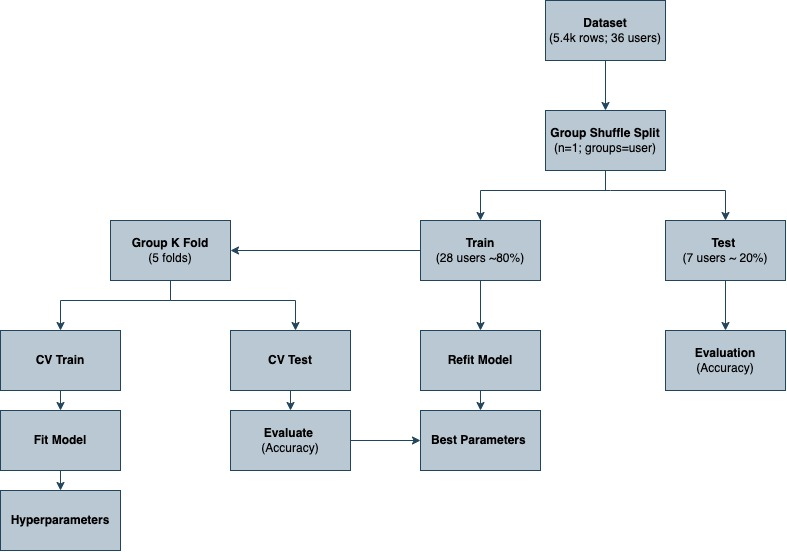 Dataset
(5.4k rows; 36 users)
Group Shuffle Split
(n=1; groups=user)
Group K Fold
(5 folds)
Train
(28 users ~80%)
Test
(7 users ~ 20%)
CV Train
CV Test
Refit Model
Evaluation
(Accuracy)
Fit Model
Evaluate
(Accuracy)
Best Parameters
Hyperparameters